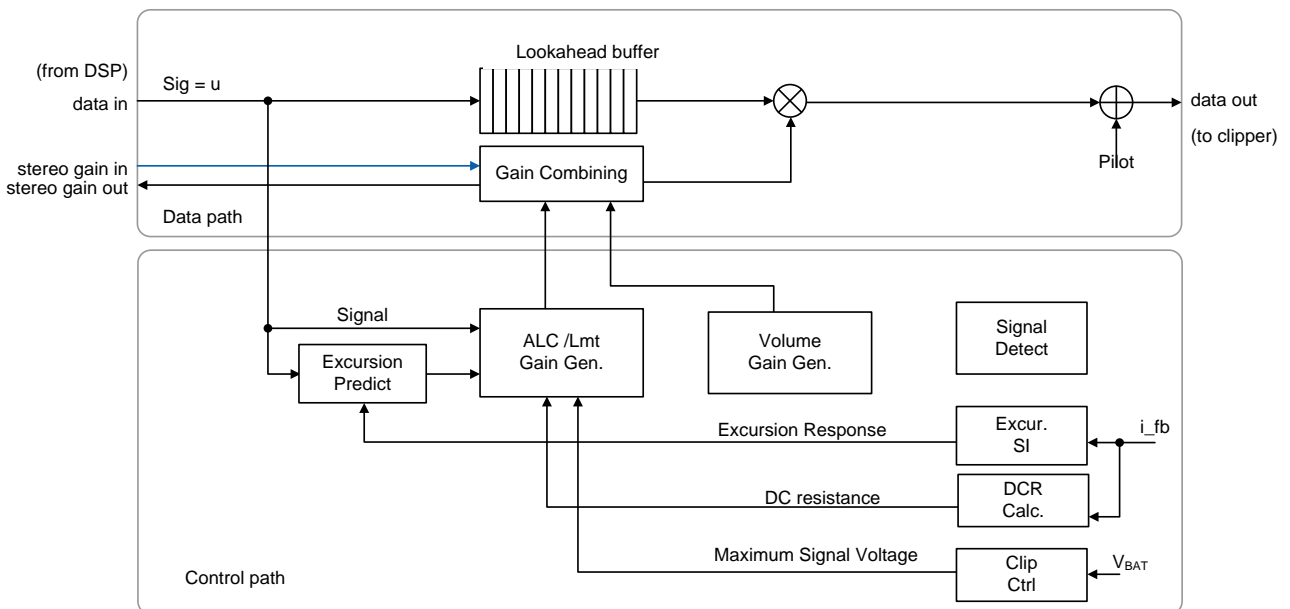 Lookahead buffer
(from DSP)
Sig = u
data in
data out
(to clipper)
stereo gain in
stereo gain out
Gain Combining
Pilot
Data path
Signal
ALC /Lmt
Gain Gen.
Volume
Gain Gen.
Signal
Detect
Excursion
Predict
Excursion Response
Excur.
SI
i_fb
DC resistance
DCR
Calc.
Maximum Signal Voltage
Clip
Ctrl
VBAT
Control path